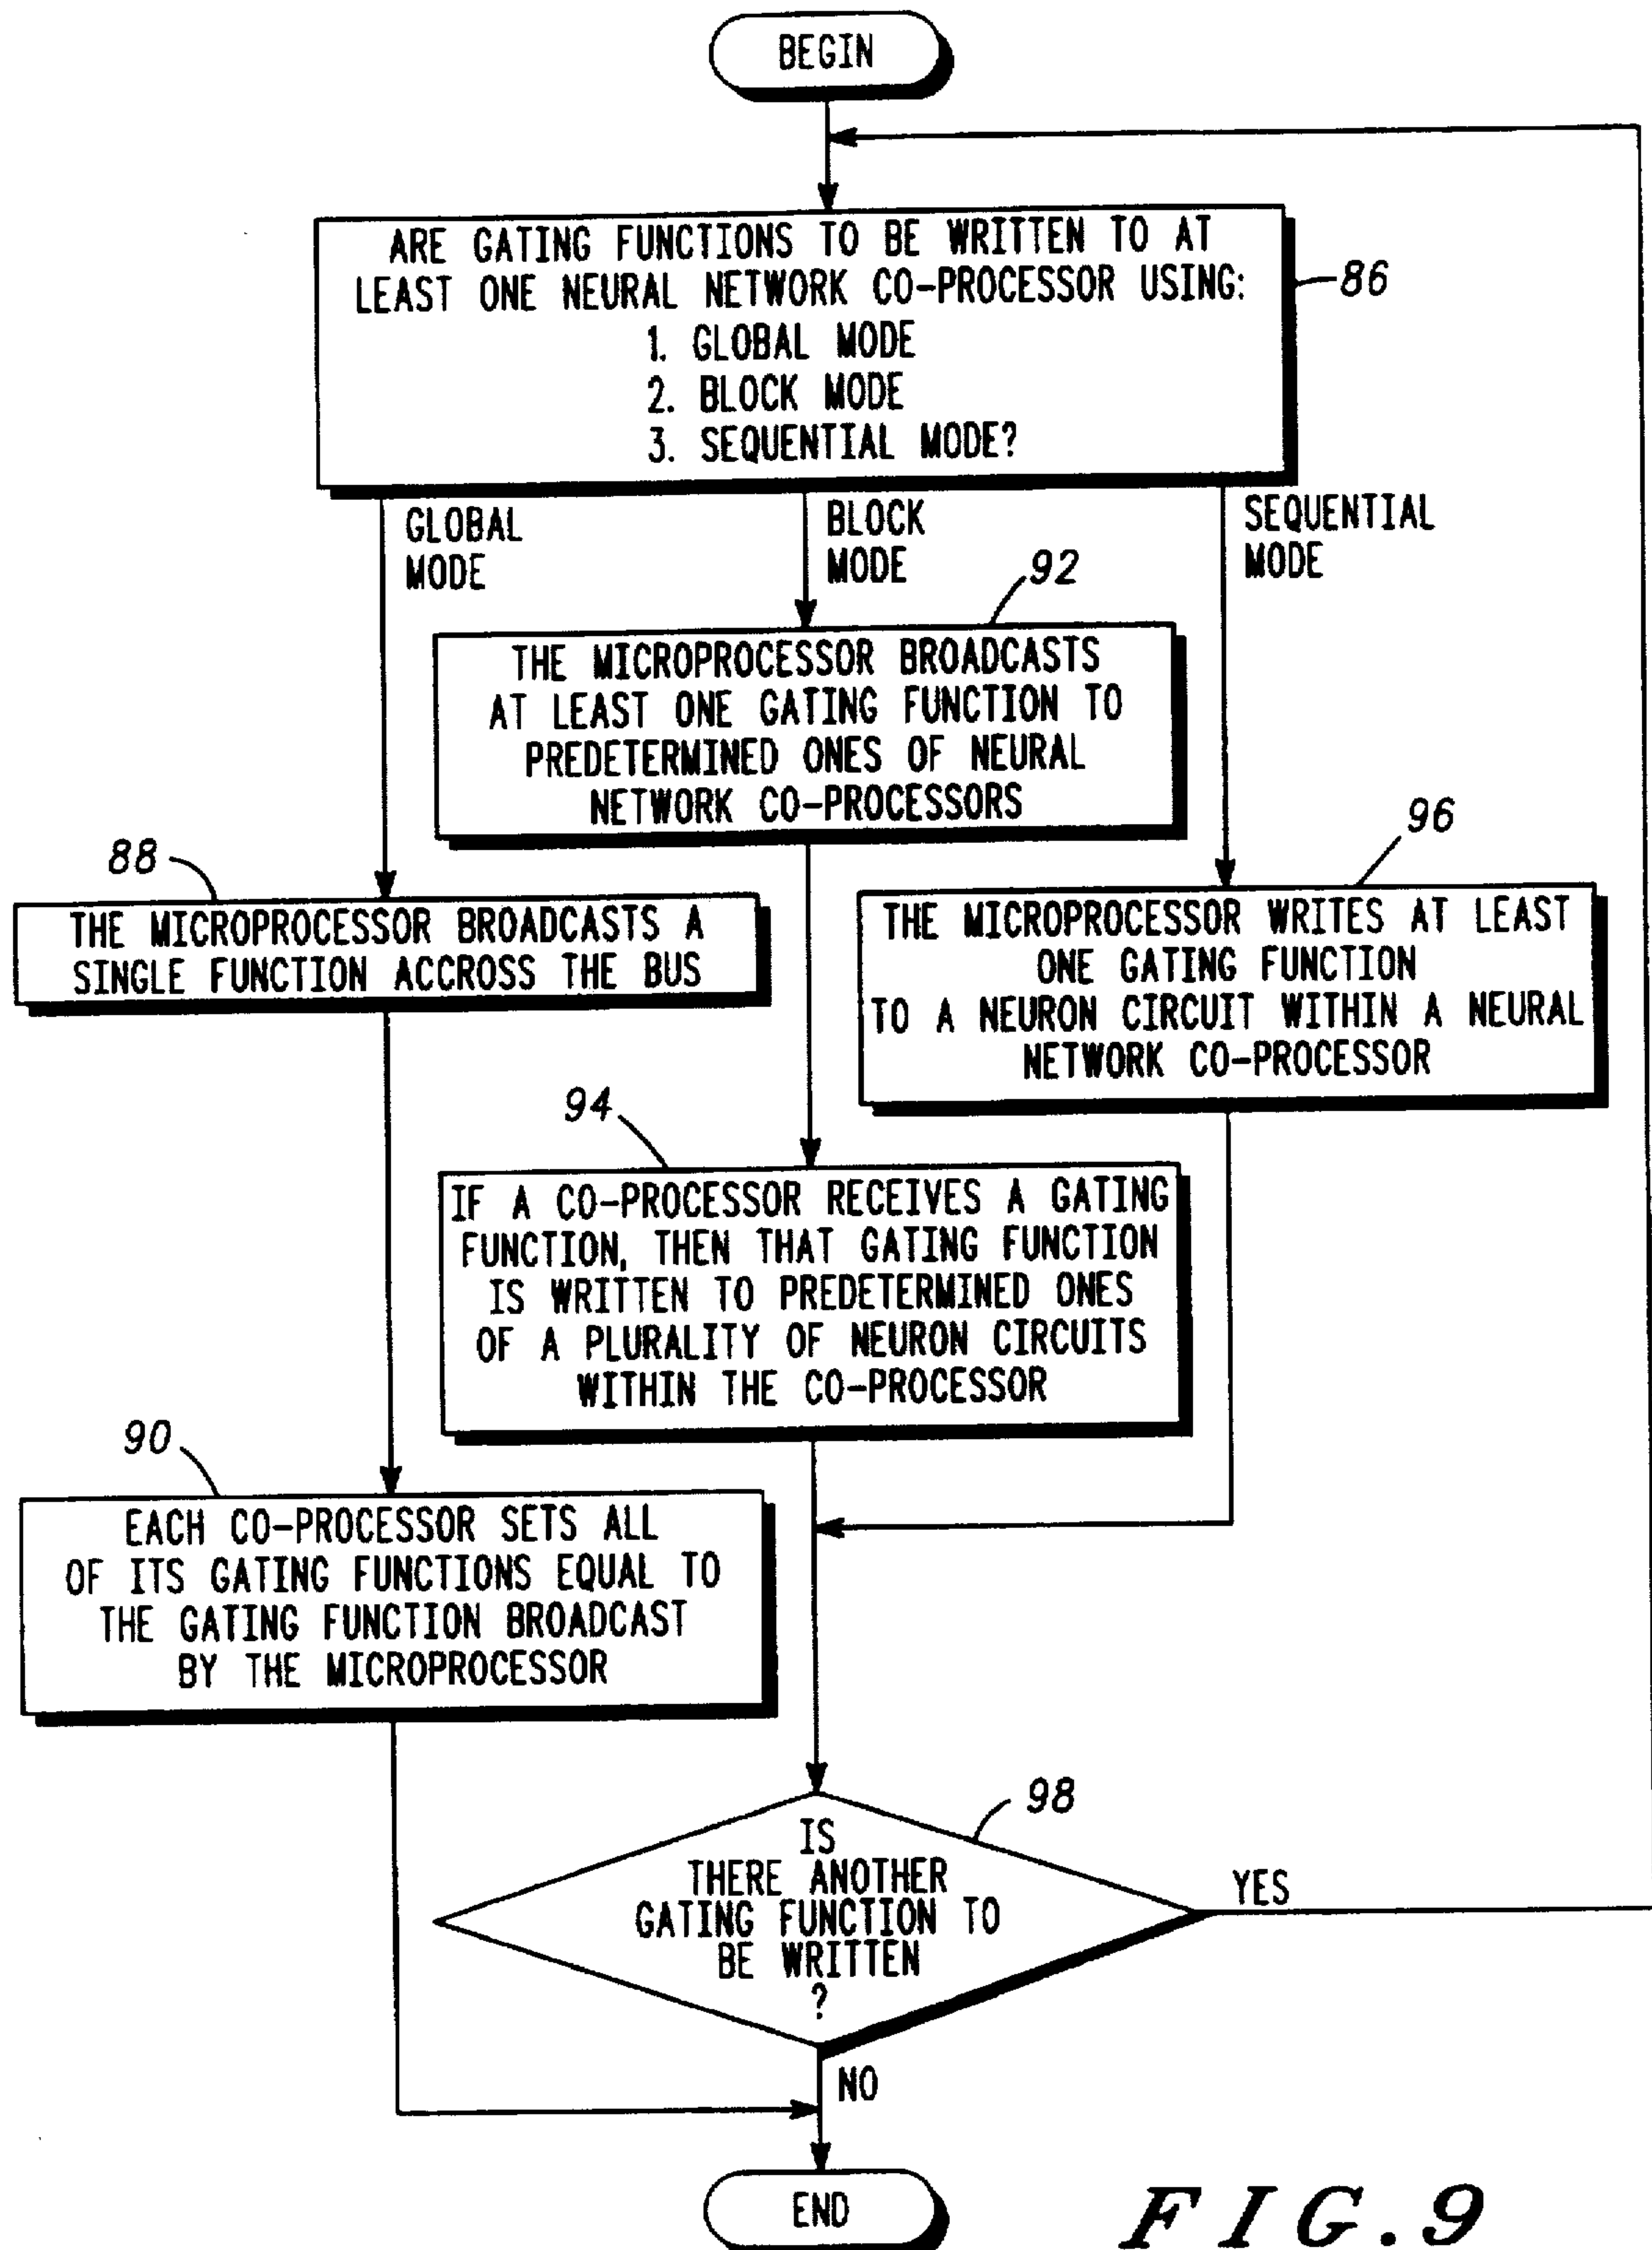 BEGIN
ARE GATING FUNCTIONS TO BE WRITTEN TO AT
LEAST ONE NEURAL NETWORK CO-PROCESSOR USING:
1. GLOBAL MODE
2. BLOCK MODE
3. SEQUENTIAL MODE?
86
GLOBAL
MODE
BLOCK
MODE
SEQUENTIAL
MODE
92
THE MICROPROCESSOR BROADCASTS
AT LEAST ONE GATING FUNCTION TO
PREDETERMINED ONES OF NEURAL
NETWORK CO-PROCESSORS
88
THE MICROPROCESSOR BROADCASTS A
SINGLE FUNCTION ACCROSS THE BUS
96
THE MICROPROCESSOR WRITES AT LEAST
ONE GATING FUNCTION
TO A NEURON CIRCUIT WITHIN A NEURAL
NETWORK CO-PROCESSOR
94
IF A CO-PROCESSOR RECEIVES A GATING
FUNCTION, THEN THAT GATING FUNCTION
IS WRITTEN TO PREDETERMINED ONES
OF A PLURALITY OF NEURON CIRCUITS
WITHIN THE CO-PROCESSOR
90
EACH CO-PROCESSOR SETS ALL
OF ITS GATING FUNCTIONS EQUAL TO
THE GATING FUNCTION BROADCAST
BY THE MICROPROCESSOR
98
IS
THERE ANOTHER
GATING FUNCTION TO
BE WRITTEN
?
YES
NO
END
FIG.9